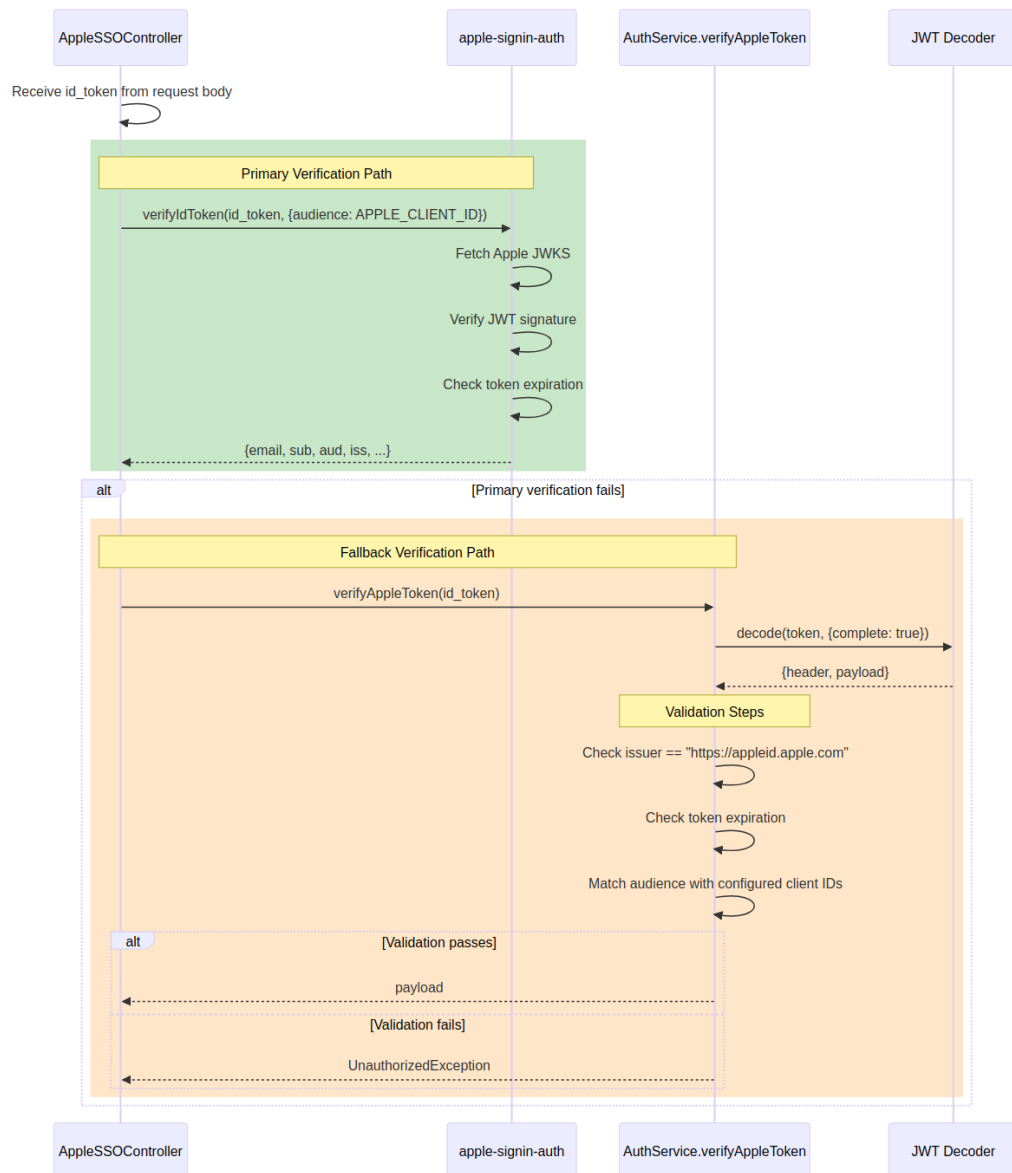 AppleSSOController
apple-signin-auth
AuthService.verifyAppleToken
JWT Decoder
Receive id_token from request body
Primary Verification Path
verifyIdToken(id_token, {audience: APPLE_CLIENT_ID})
Fetch Apple JWKS
Verify JWT signature
Check token expiration
{email, sub, aud, iss, ...}
alt
[Primary verification fails]
Fallback Verification Path
verifyAppleToken(id_token)
decode(token, {complete: true})
{header, payload}
Validation Steps
Check issuer == "https://appleid.apple.com"
Check token expiration
Match audience with configured client IDs
alt
[Validation passes]
payload
[Validation fails]
UnauthorizedException
AppleSSOController
apple-signin-auth
AuthService.verifyAppleToken
JWT Decoder